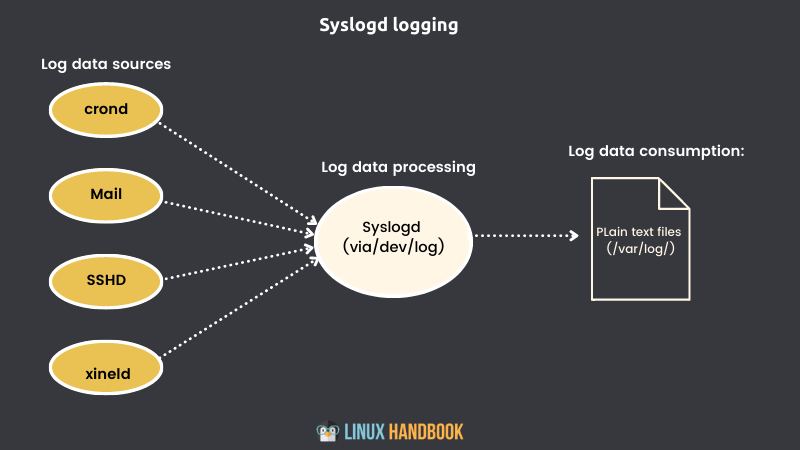 Syslogd logging
Log data sources
crond
Mail
SSHD
xineld
Log data processing
Syslogd
(via/dev/log)
Log data consumption:
PLain text files
(/var/log/)
LINUX HANDBOOK